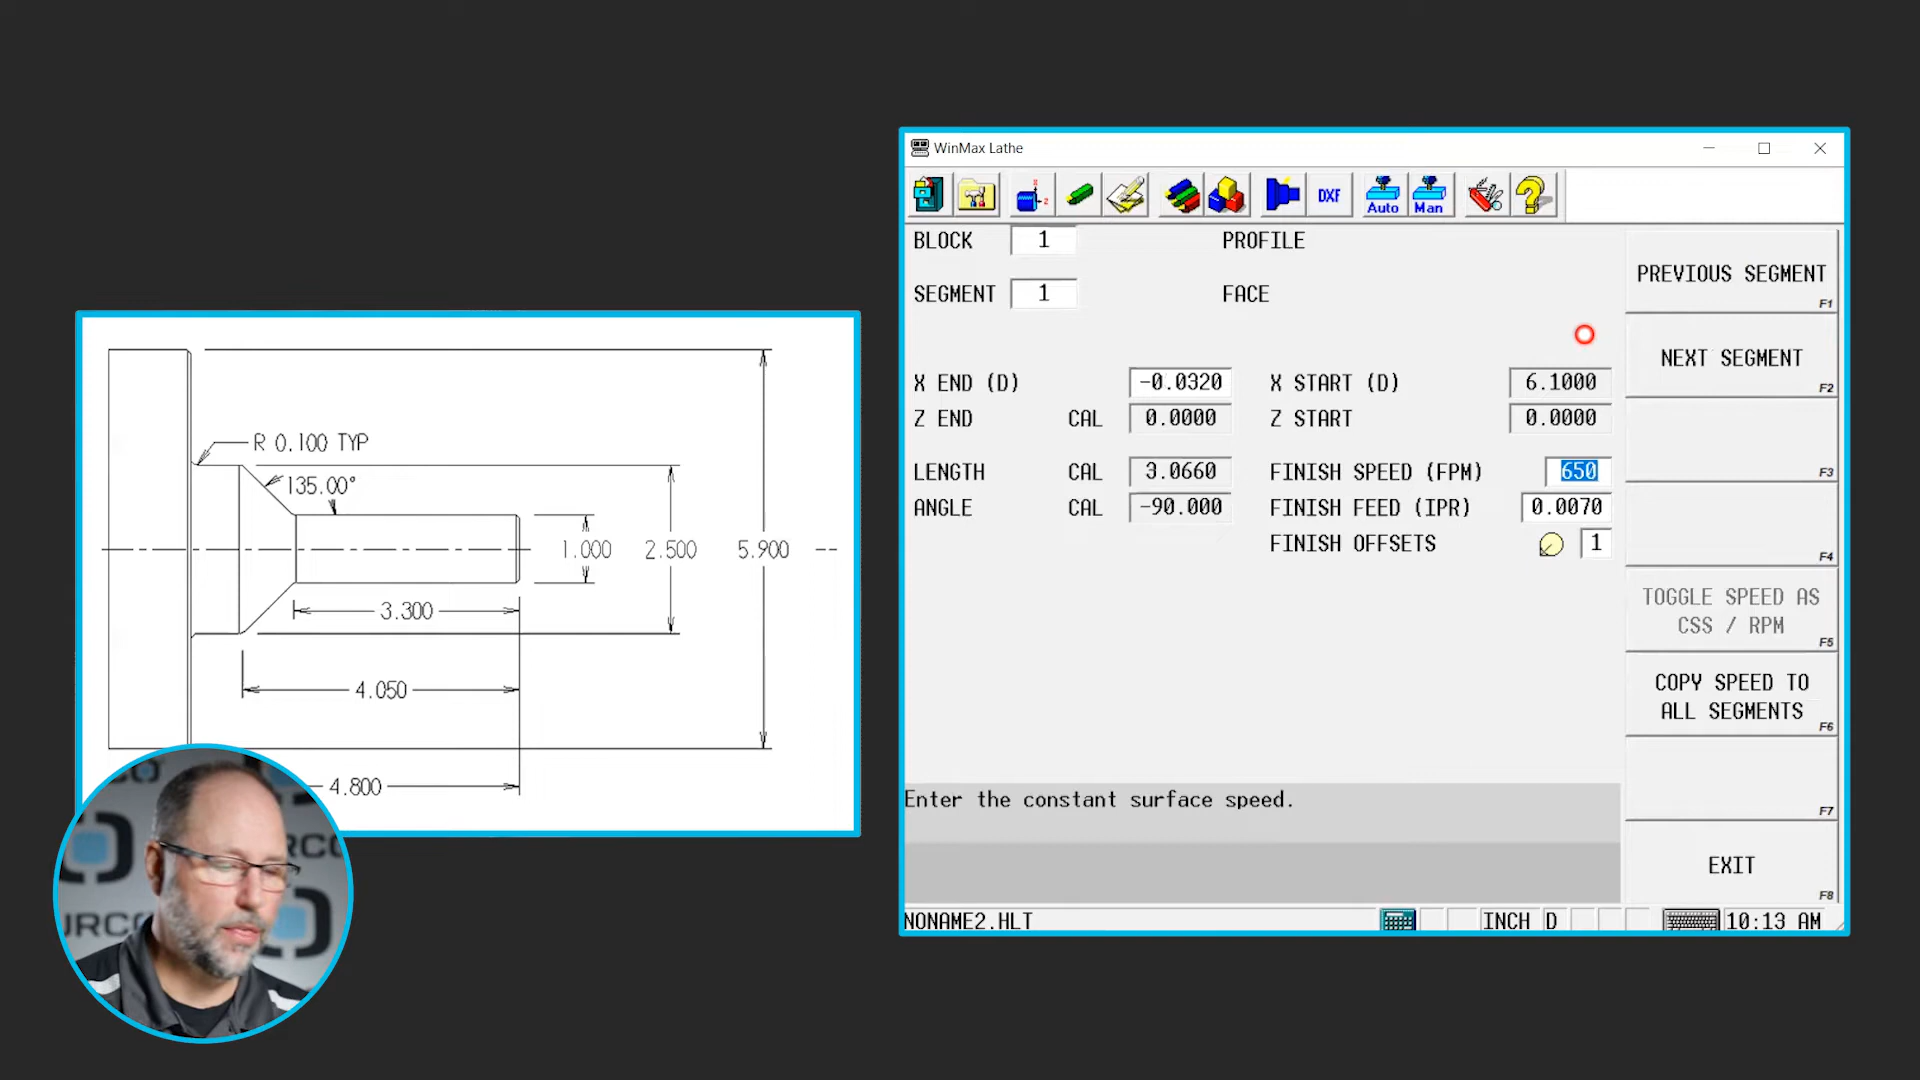 WinMax Lathe
DXF
Auto
Man
BLOCK 1 PROFILE
SEGMENT 1 FACE
X END (D) -0.0320 X START (D) 6.1000
Z END CAL 0.0000 Z START 0.0000
LENGTH CAL 3.0660 FINISH SPEED (FPM) 650
ANGLE CAL -90.000 FINISH FEED (IPR) 0.0070
FINISH OFFSETS 1
PREVIOUS SEGMENT
F1
NEXT SEGMENT
F2
F3
F4
TOGGLE SPEED AS
CSS / RPM
F5
COPY SPEED TO
ALL SEGMENTS
F6
F7
EXIT
F8
Enter the constant surface speed.
NONAME2.HLT INCH D 10:13 AM
R 0.100 TYP
135.00°
1.000 2.500 5.900
3.300
4.050
4.800
URCO